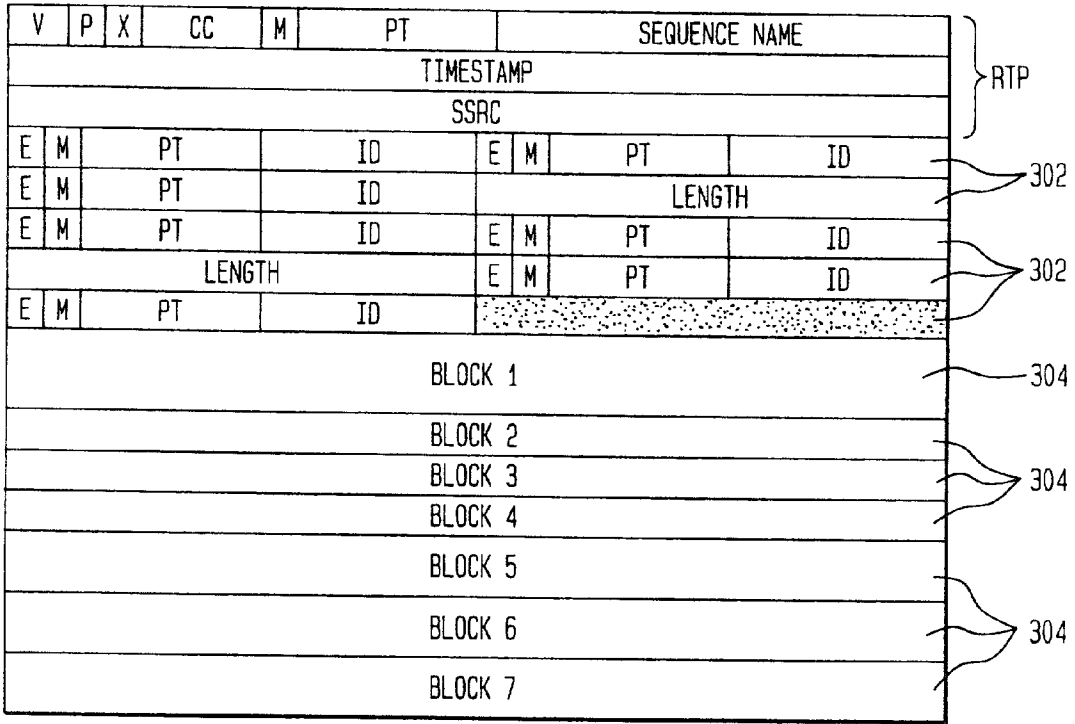 V P X CC M PT SEQUENCE NAME
TIMESTAMP
SSRC
RTP
E M PT ID E M PT ID
E M PT ID LENGTH
302
E M PT ID E M PT ID
LENGTH E M PT ID
302
E M PT ID
BLOCK 1
304
BLOCK 2
BLOCK 3
304
BLOCK 4
BLOCK 5
BLOCK 6
304
BLOCK 7